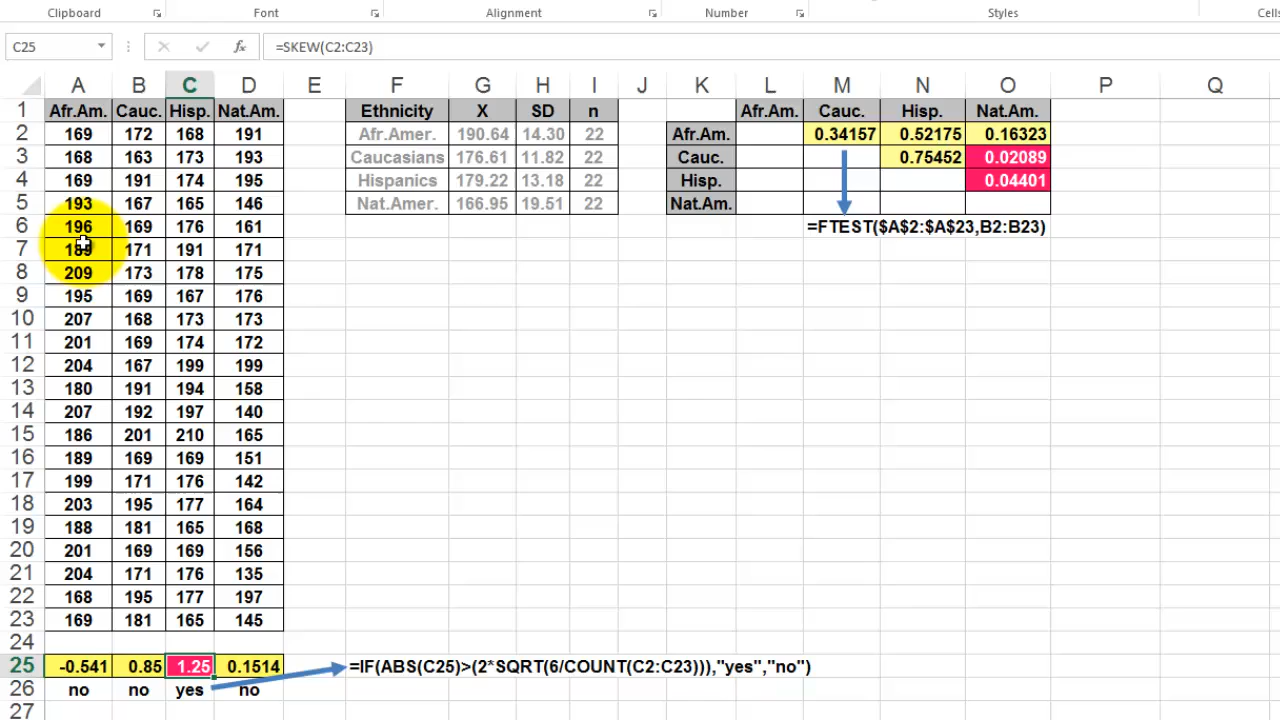 Clipboard Font Alignment Number Styles Cells
C25 fx =SKEW(C2:C23)
A B C D E F G H I J K L M N O P Q
1 Afr.Am. Cauc. Hisp. Nat.Am. Ethnicity X SD n Afr.Am. Cauc. Hisp. Nat.Am.
2 169 172 168 191 Afr.Amer. 190.64 14.30 22 Afr.Am. 0.34157 0.52175 0.16323
3 168 163 173 193 Caucasians 176.61 11.82 22 Cauc. 0.75452 0.02089
4 169 191 174 195 Hispanics 179.22 13.18 22 Hisp. 0.04401
5 193 167 165 146 Nat.Amer. 166.95 19.51 22 Nat.Am.
6 196 169 176 161 =FTEST($A$2:$A$23,B2:B23)
7 189 171 191 171
8 209 173 178 175
9 195 169 167 176
10 207 168 173 173
11 201 169 174 172
12 204 167 199 199
13 180 191 194 158
14 207 192 197 140
15 186 201 210 165
16 189 169 169 151
17 199 171 176 142
18 203 195 177 164
19 188 181 165 168
20 201 169 169 156
21 204 171 176 135
22 168 195 177 197
23 169 181 165 145
24
25 -0.541 0.85 1.25 0.1514 =IF(ABS(C25)>(2*SQRT(6/COUNT(C2:C23))),"yes","no")
26 no no yes no
27